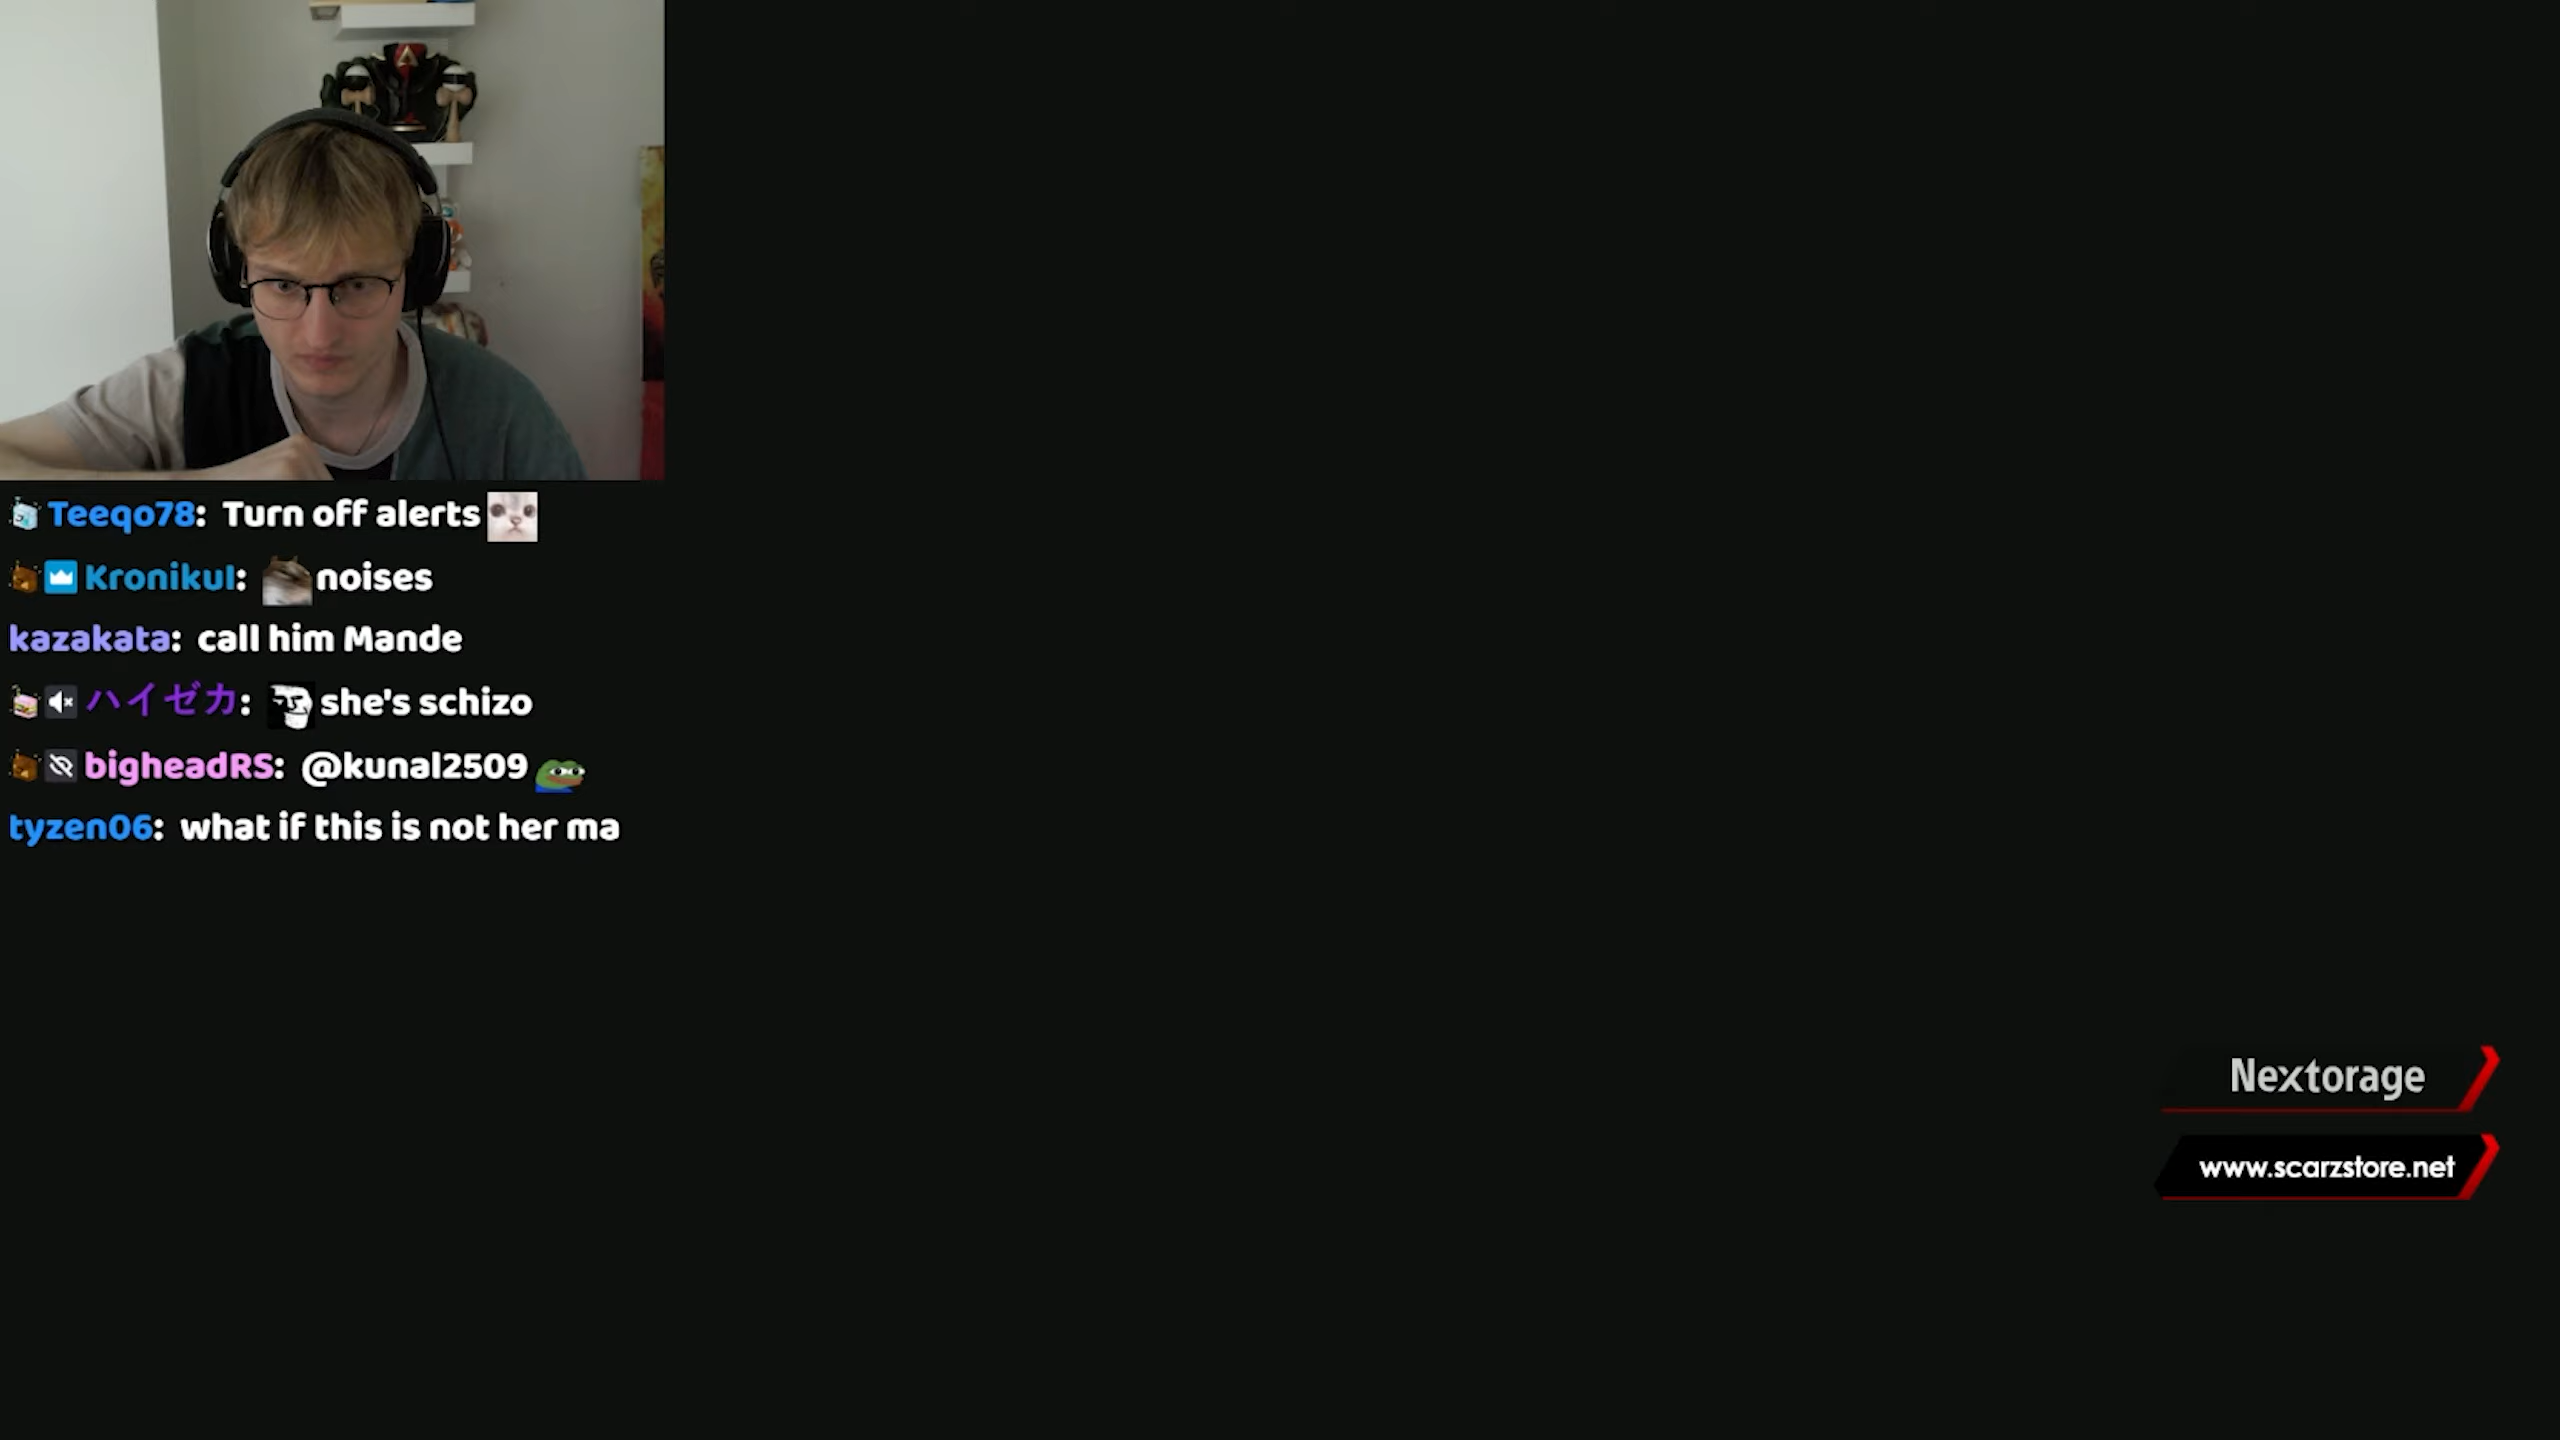 Teeqo78: Turn off alerts
Kronikul: noises
kazakata: call him Mande
ハイゼカ: she's schizo
bigheadRS: @kunal2509
tyzen06: what if this is not her ma
Nextorage
www.scarzstore.net